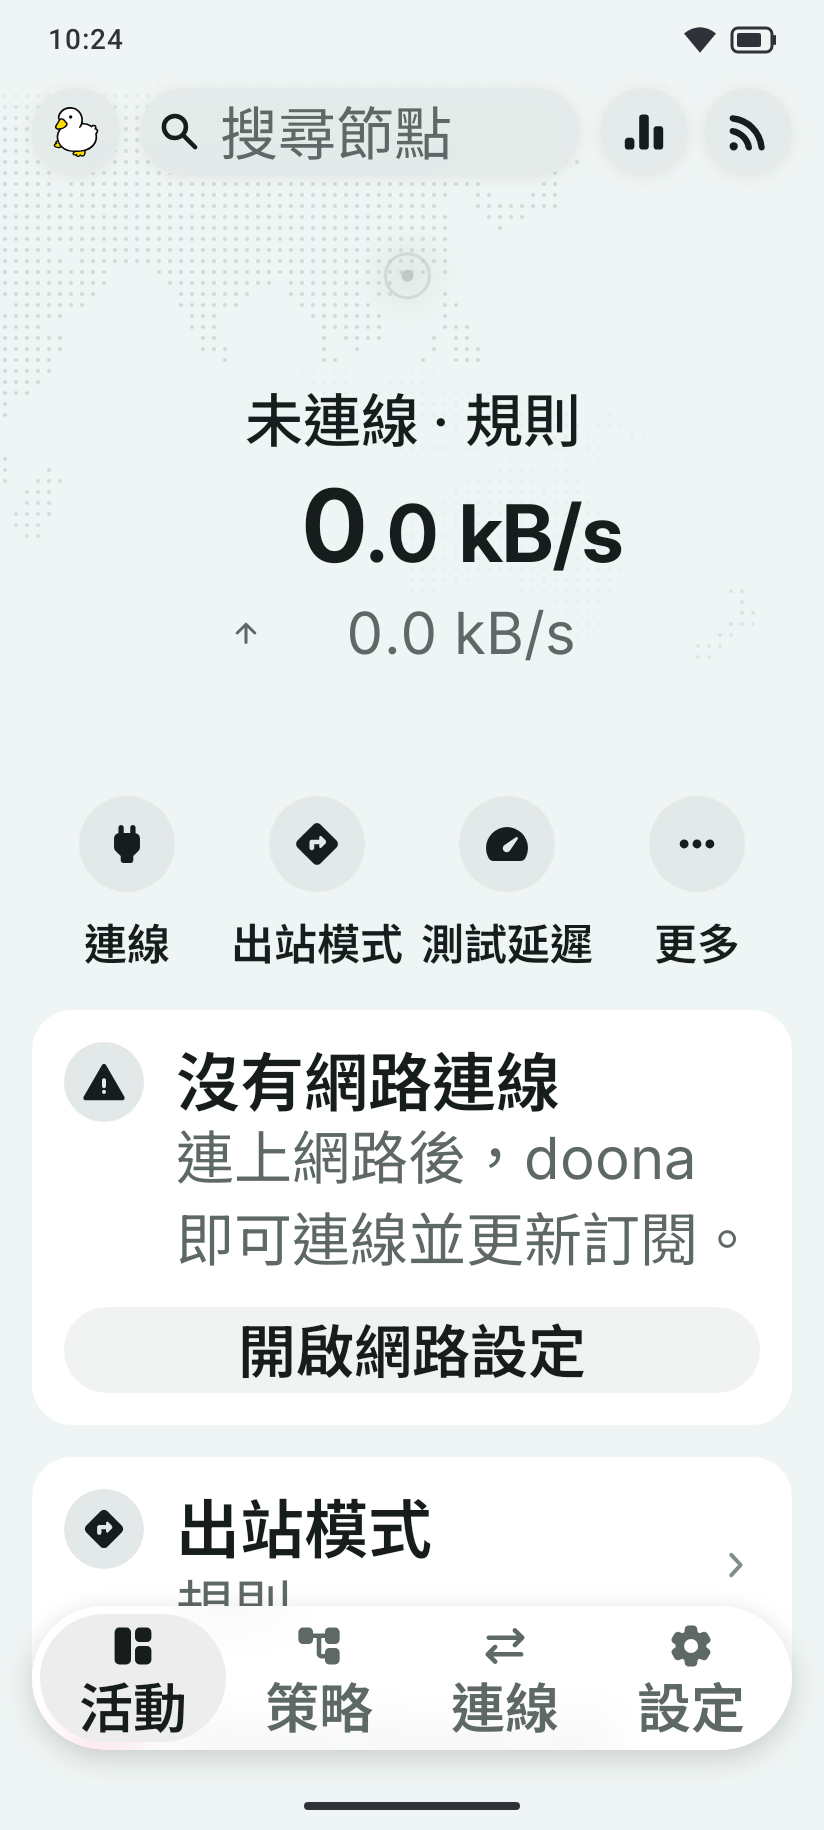 10:24
搜尋節點
未連線 · 規則
0.0 kB/s
↑ 0.0 kB/s
連線 出站模式 測試延遲 更多
沒有網路連線
連上網路後，doona
即可連線並更新訂閱。
開啟網路設定
出站模式
規則
活動 策略 連線 設定